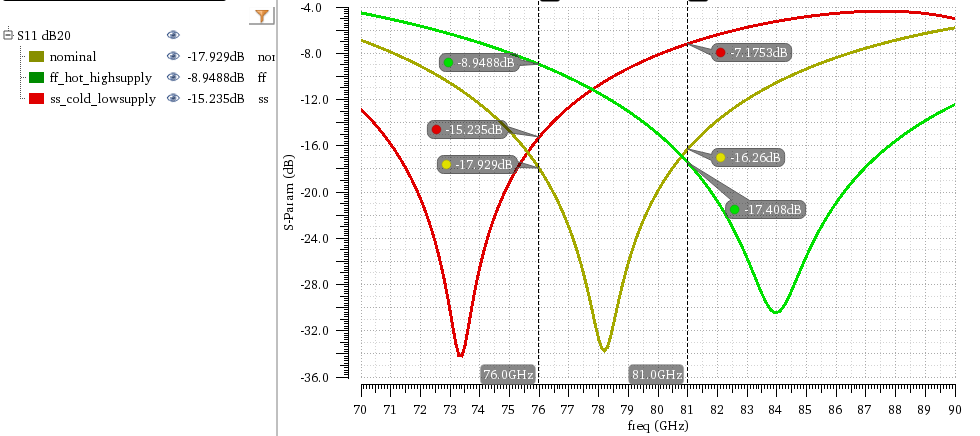 S11 dB20
nominal -17.929dB nor
ff_hot_highsupply -8.9488dB ff
ss_cold_lowsupply -15.235dB ss
S-Param (dB)
-4.0
-8.0
-12.0
-16.0
-20.0
-24.0
-28.0
-32.0
-36.0
-8.9488dB
-7.1753dB
-15.235dB
-17.929dB
-16.26dB
-17.408dB
76.0GHz 81.0GHz
70 71 72 73 74 75 76 77 78 79 80 81 82 83 84 85 86 87 88 89 90
freq (GHz)